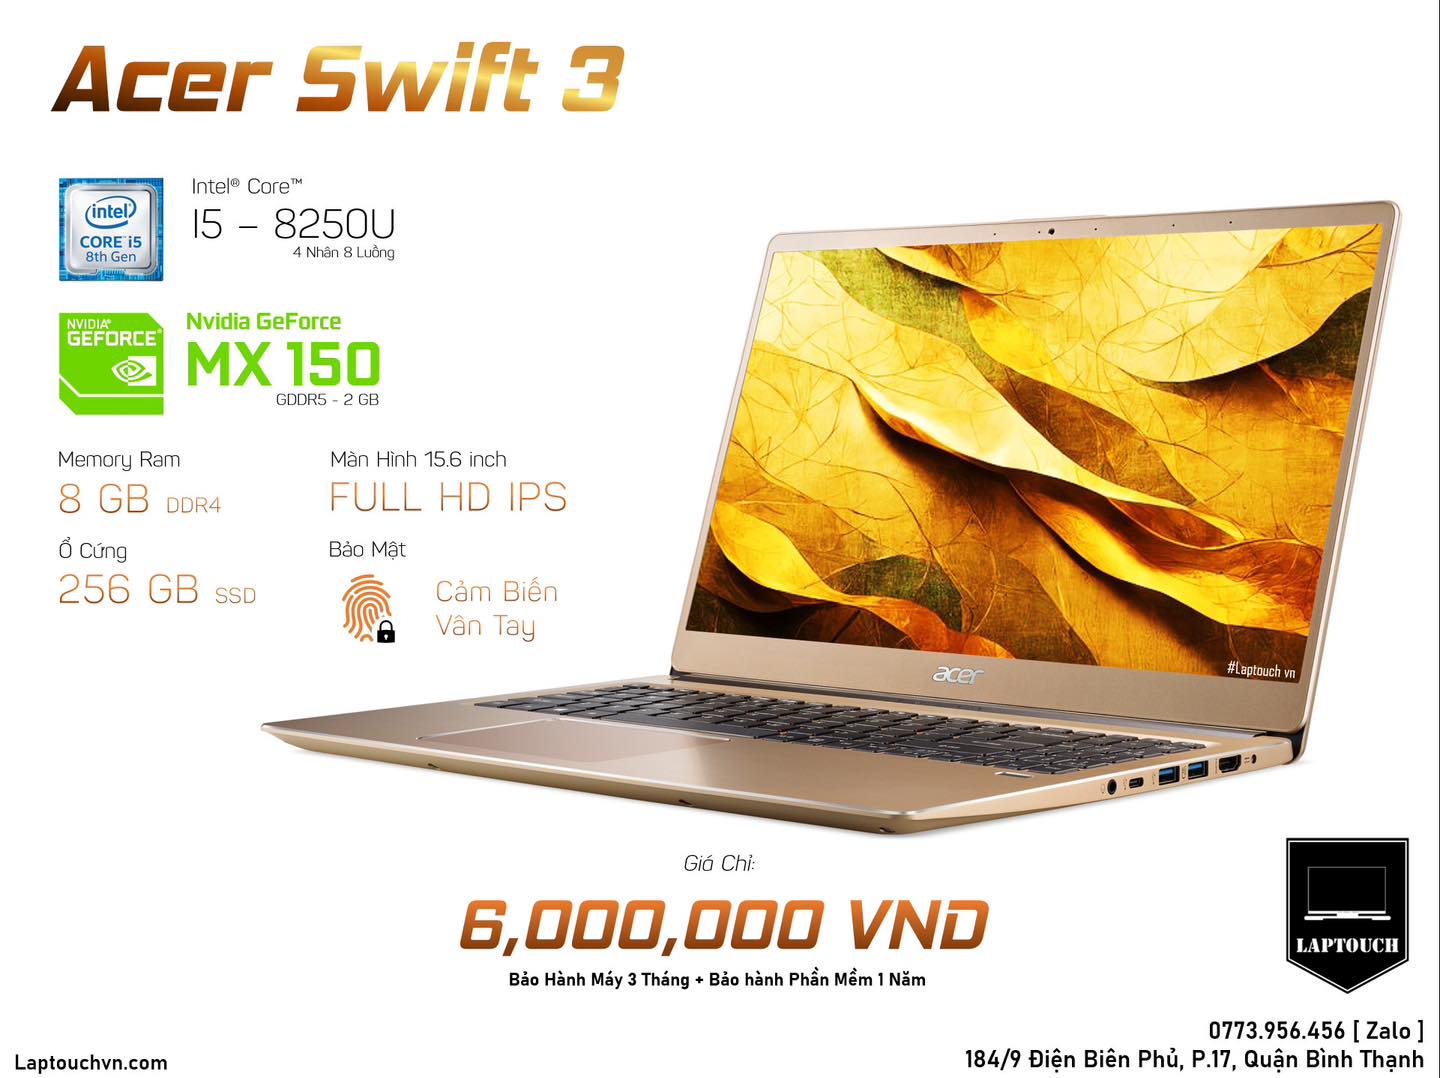 Acer Swift 3
intel
CORE i5
8th Gen
Intel® Core™
I5 – 8250U
4 Nhân 8 Luồng
NVIDIA®
GEFORCE®
Nvidia GeForce
MX 150
GDDR5 - 2 GB
Memory Ram
8 GB DDR4
Màn Hình 15.6 inch
FULL HD IPS
Ổ Cứng
256 GB SSD
Bảo Mật
Cảm Biến
Vân Tay
#Laptouch vn
acer
Giá Chỉ:
6,000,000 VND
Bảo Hành Máy 3 Tháng + Bảo hành Phần Mềm 1 Năm
LAPTOUCH
0773.956.456 [ Zalo ]
184/9 Điện Biên Phủ, P.17, Quận Bình Thạnh
Laptouchvn.com